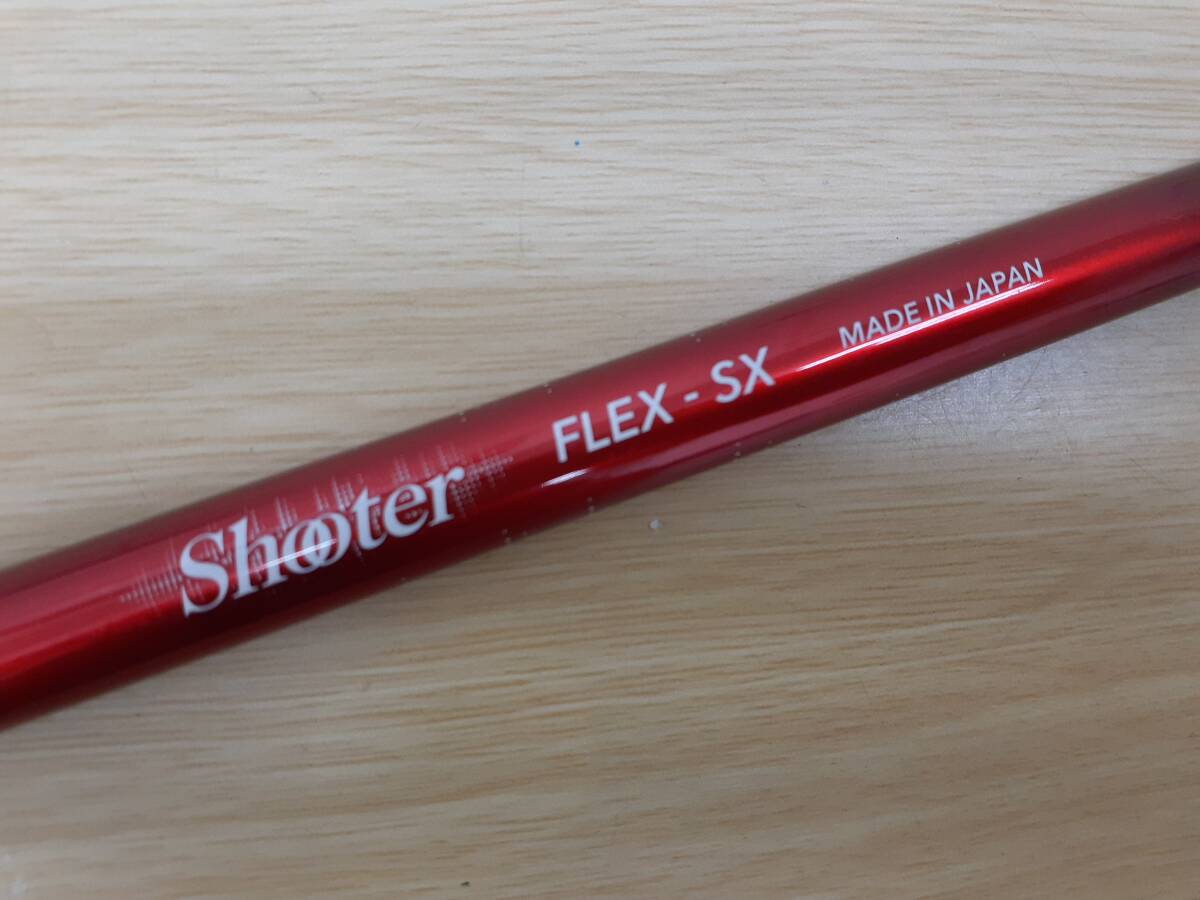 Shooter
FLEX - SX
MADE IN JAPAN